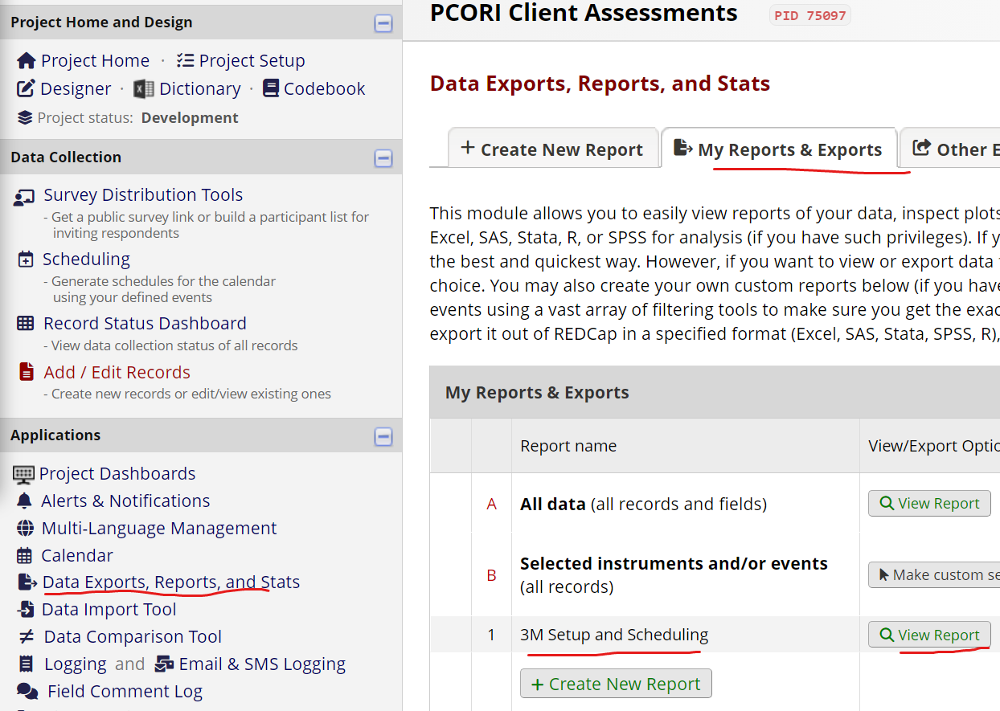 Project Home and Design
Project Home · Project Setup
Designer · Dictionary · Codebook
Project status: Development
Data Collection
Survey Distribution Tools
- Get a public survey link or build a participant list for
inviting respondents
Scheduling
- Generate schedules for the calendar
using your defined events
Record Status Dashboard
- View data collection status of all records
Add / Edit Records
- Create new records or edit/view existing ones
Applications
Project Dashboards
Alerts & Notifications
Multi-Language Management
Calendar
Data Exports, Reports, and Stats
Data Import Tool
Data Comparison Tool
Logging and Email & SMS Logging
Field Comment Log
PCORI Client Assessments PID 75097
Data Exports, Reports, and Stats
+ Create New Report My Reports & Exports Other E
This module allows you to easily view reports of your data, inspect plots
Excel, SAS, Stata, R, or SPSS for analysis (if you have such privileges). If y
the best and quickest way. However, if you want to view or export data
choice. You may also create your own custom reports below (if you have
events using a vast array of filtering tools to make sure you get the exac
export it out of REDCap in a specified format (Excel, SAS, Stata, SPSS, R),
My Reports & Exports
Report name View/Export Optio
A All data (all records and fields) View Report
B Selected instruments and/or events
(all records) Make custom se
1 3M Setup and Scheduling View Report
+ Create New Report